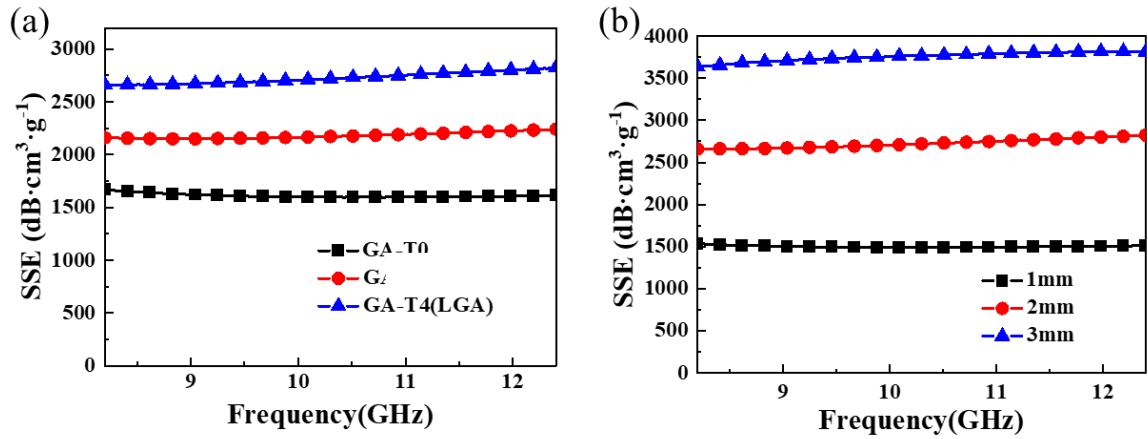 (a)
SSE (dB·cm³·g⁻¹)
3000
2500
2000
1500
1000
500
0
GA-T0
GA
GA-T4(LGA)
9 10 11 12
Frequency(GHz)
(b)
SSE (dB·cm³·g⁻¹)
4000
3500
3000
2500
2000
1500
1000
500
0
1mm
2mm
3mm
9 10 11 12
Frequency(GHz)